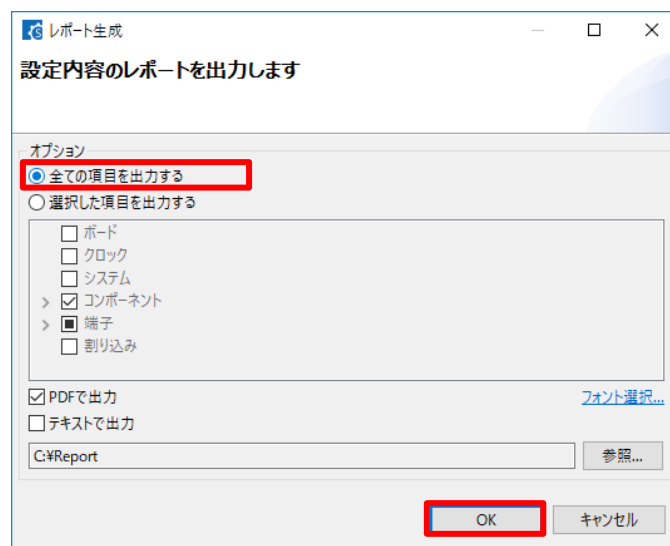 レポート生成
設定内容のレポートを出力します
オプション
全ての項目を出力する
選択した項目を出力する
ボード
クロック
システム
コンポーネント
端子
割り込み
PDFで出力
フォント選択...
テキストで出力
C:¥Report
参照...
OK
キャンセル